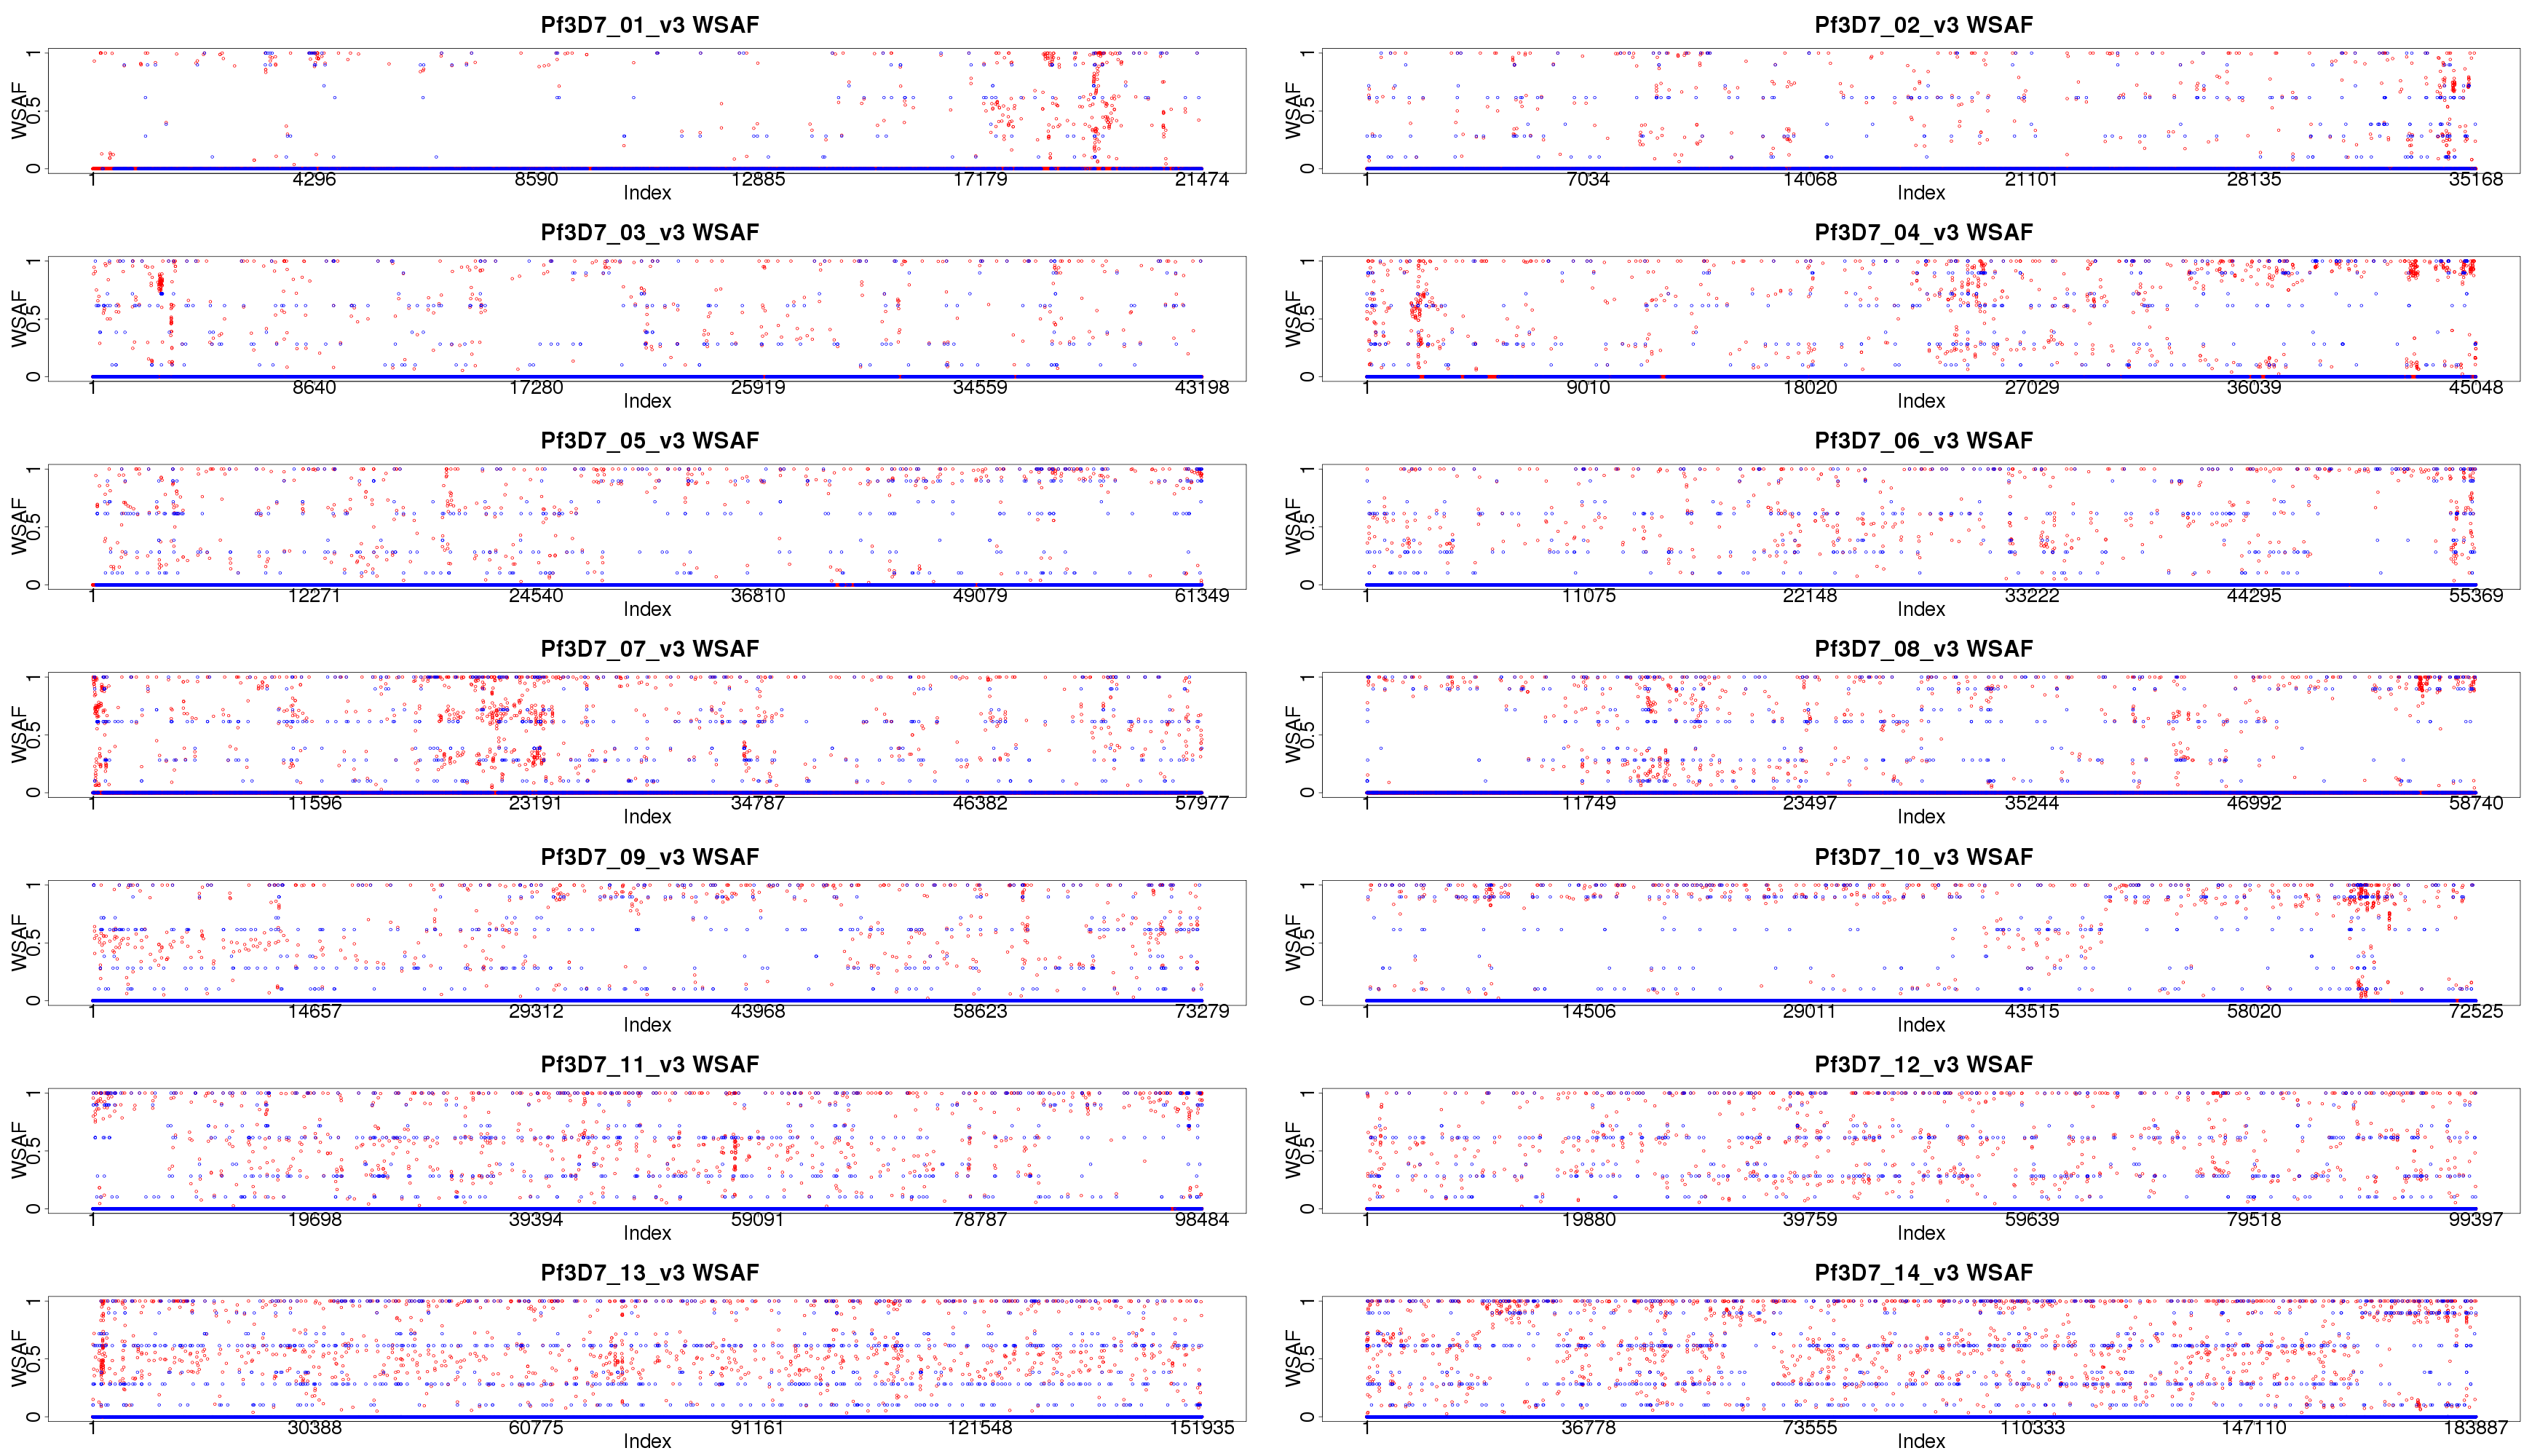 Pf3D7_01_v3 WSAF
WSAF
0 0.5 1
1 4296 8590 12885 17179 21474
Index
Pf3D7_02_v3 WSAF
WSAF
0 0.5 1
1 7034 14068 21101 28135 35168
Index
Pf3D7_03_v3 WSAF
WSAF
0 0.5 1
1 8640 17280 25919 34559 43198
Index
Pf3D7_04_v3 WSAF
WSAF
0 0.5 1
1 9010 18020 27029 36039 45048
Index
Pf3D7_05_v3 WSAF
WSAF
0 0.5 1
1 12271 24540 36810 49079 61349
Index
Pf3D7_06_v3 WSAF
WSAF
0 0.5 1
1 11075 22148 33222 44295 55369
Index
Pf3D7_07_v3 WSAF
WSAF
0 0.5 1
1 11596 23191 34787 46382 57977
Index
Pf3D7_08_v3 WSAF
WSAF
0 0.5 1
1 11749 23497 35244 46992 58740
Index
Pf3D7_09_v3 WSAF
WSAF
0 0.5 1
1 14657 29312 43968 58623 73279
Index
Pf3D7_10_v3 WSAF
WSAF
0 0.5 1
1 14506 29011 43515 58020 72525
Index
Pf3D7_11_v3 WSAF
WSAF
0 0.5 1
1 19698 39394 59091 78787 98484
Index
Pf3D7_12_v3 WSAF
WSAF
0 0.5 1
1 19880 39759 59639 79518 99397
Index
Pf3D7_13_v3 WSAF
WSAF
0 0.5 1
1 30388 60775 91161 121548 151935
Index
Pf3D7_14_v3 WSAF
WSAF
0 0.5 1
1 36778 73555 110333 147110 183887
Index